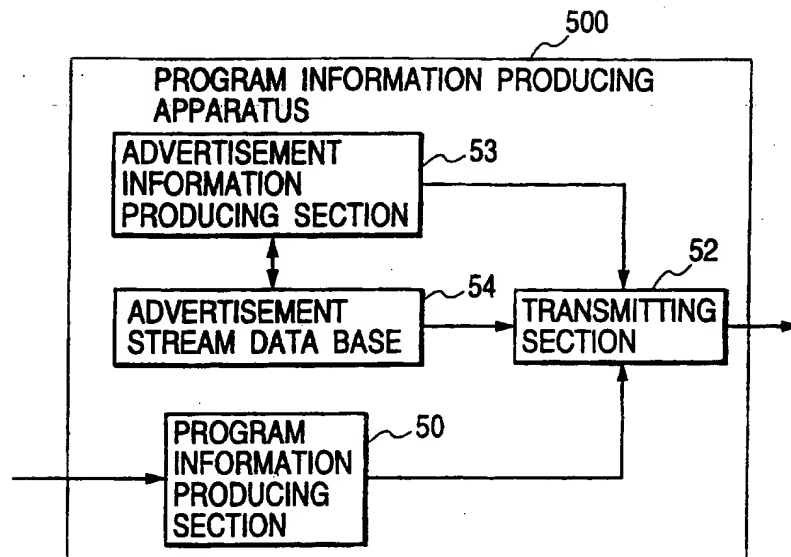 500
PROGRAM INFORMATION PRODUCING
APPARATUS
ADVERTISEMENT
INFORMATION
PRODUCING SECTION
53
ADVERTISEMENT
STREAM DATA BASE
54
TRANSMITTING
SECTION
52
PROGRAM
INFORMATION
PRODUCING
SECTION
50